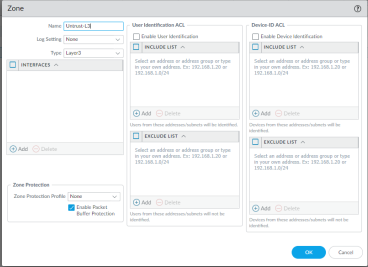 Zone
Name Untrust-L3
Log Setting None
Type Layer3
INTERFACES
Add Delete
Zone Protection
Zone Protection Profile None
Enable Packet
Buffer Protection
User Identification ACL
Enable User Identification
INCLUDE LIST
Select an address or address group or type
in your own address. Ex: 192.168.1.20 or
192.168.1.0/24
Add Delete
Users from these addresses/subnets will be
identified.
EXCLUDE LIST
Select an address or address group or type
in your own address. Ex: 192.168.1.20 or
192.168.1.0/24
Add Delete
Users from these addresses/subnets will not be
identified.
Device-ID ACL
Enable Device Identification
INCLUDE LIST
Select an address or address group or type
in your own address. Ex: 192.168.1.20 or
192.168.1.0/24
Add Delete
Devices from these addresses/subnets will be
identified.
EXCLUDE LIST
Select an address or address group or type
in your own address. Ex: 192.168.1.20 or
192.168.1.0/24
Add Delete
Devices from these addresses/subnets will not be
identified.
OK Cancel